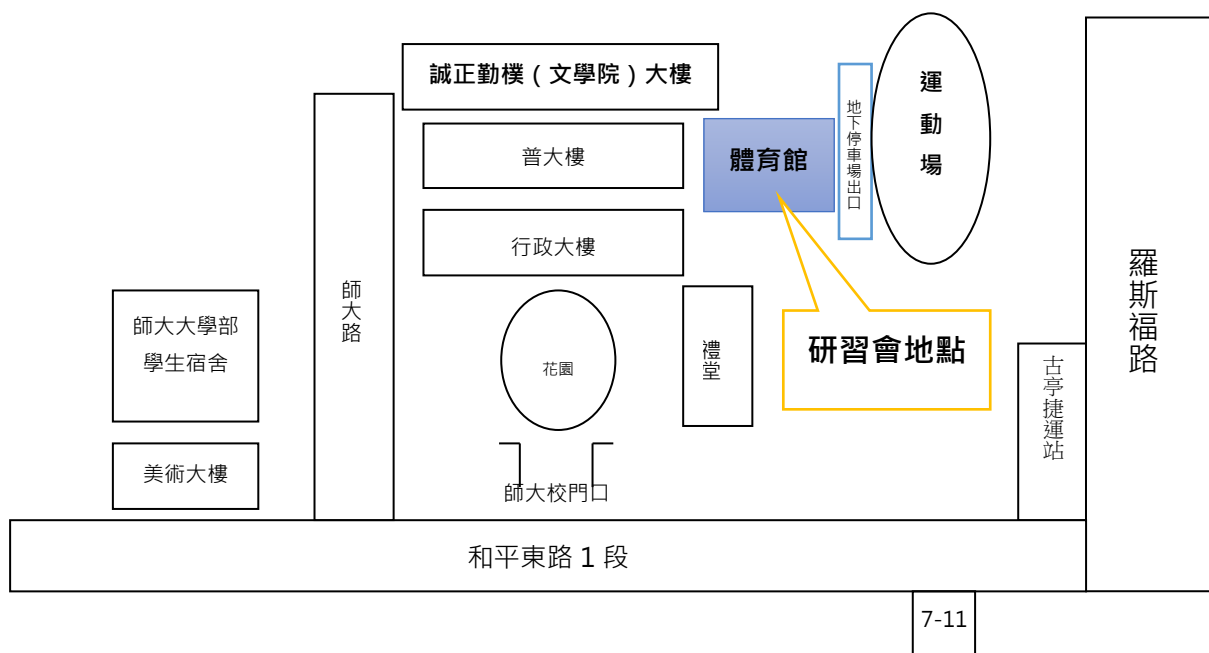 誠正勤樸（文學院）大樓
運動場
地下停車場出口
普大樓
體育館
行政大樓
師大路
羅斯福路
師大大學部
學生宿舍
花園
禮堂
研習會地點
古亭捷運站
美術大樓
師大校門口
和平東路 1 段
7-11